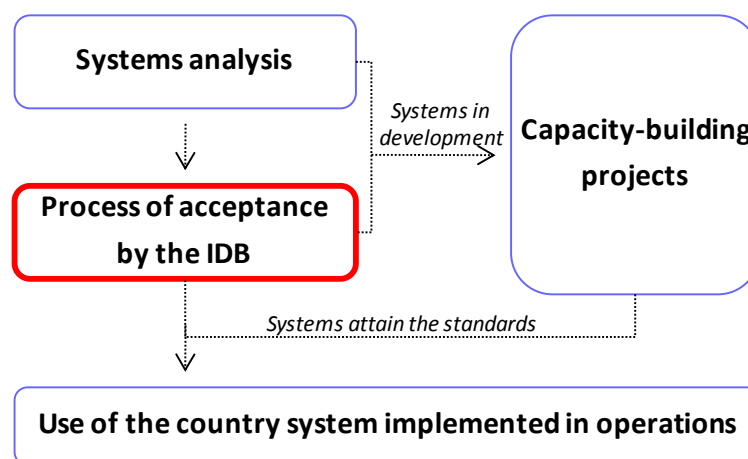 Systems analysis
Systems in
development
Capacity-building
projects
Process of acceptance
by the IDB
Systems attain the standards
Use of the country system implemented in operations